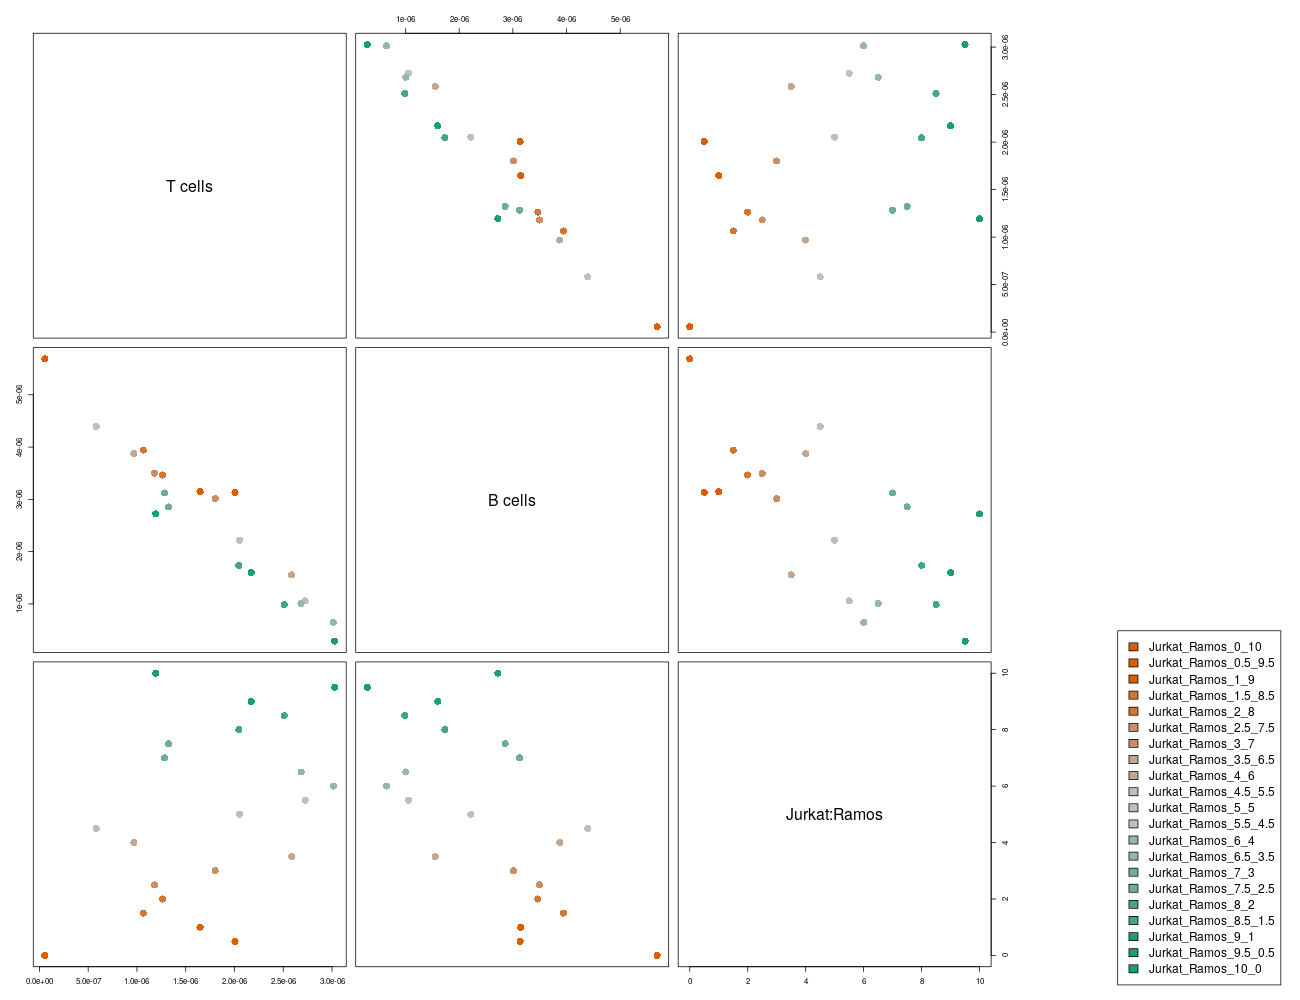 1e-06 2e-06 3e-06 4e-06 5e-06
T cells
0.0e+00 5.0e-07 1.0e-06 1.5e-06 2.0e-06 2.5e-06 3.0e-06
1e-06 2e-06 3e-06 4e-06 5e-06
B cells
Jurkat:Ramos
0 2 4 6 8 10
0.0e+00 5.0e-07 1.0e-06 1.5e-06 2.0e-06 2.5e-06 3.0e-06
0 2 4 6 8 10
Jurkat_Ramos_0_10
Jurkat_Ramos_0.5_9.5
Jurkat_Ramos_1_9
Jurkat_Ramos_1.5_8.5
Jurkat_Ramos_2_8
Jurkat_Ramos_2.5_7.5
Jurkat_Ramos_3_7
Jurkat_Ramos_3.5_6.5
Jurkat_Ramos_4_6
Jurkat_Ramos_4.5_5.5
Jurkat_Ramos_5_5
Jurkat_Ramos_5.5_4.5
Jurkat_Ramos_6_4
Jurkat_Ramos_6.5_3.5
Jurkat_Ramos_7_3
Jurkat_Ramos_7.5_2.5
Jurkat_Ramos_8_2
Jurkat_Ramos_8.5_1.5
Jurkat_Ramos_9_1
Jurkat_Ramos_9.5_0.5
Jurkat_Ramos_10_0